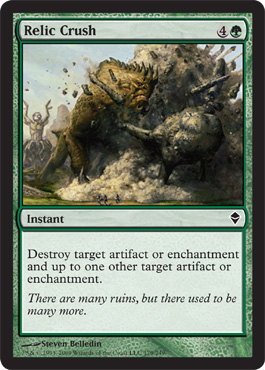 Relic Crush 4
Instant
Destroy target artifact or enchantment
and up to one other target artifact or
enchantment.
There are many ruins, but there used to be
many more.
Steven Belledin